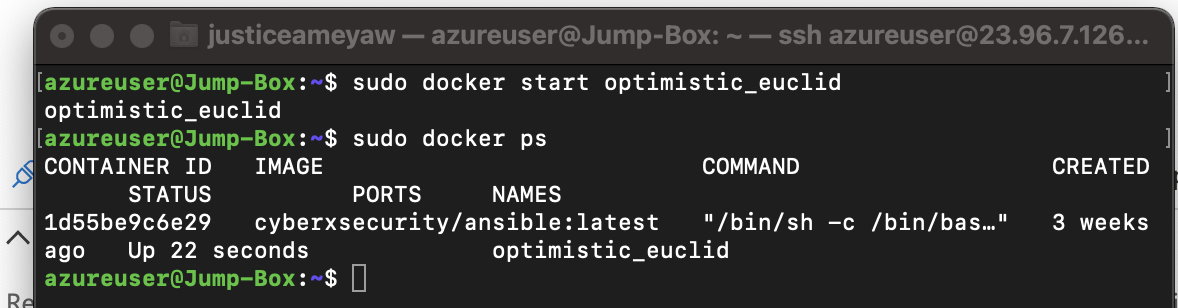 justiceameyaw — azureuser@Jump-Box: ~ — ssh azureuser@23.96.7.126...
[azureuser@Jump-Box:~$ sudo docker start optimistic_euclid ]
optimistic_euclid
[azureuser@Jump-Box:~$ sudo docker ps ]
CONTAINER ID   IMAGE                           COMMAND                  CREATED
      STATUS          PORTS     NAMES
1d55be9c6e29   cyberxsecurity/ansible:latest   "/bin/sh -c /bin/bas…"   3 weeks
ago   Up 22 seconds             optimistic_euclid
azureuser@Jump-Box:~$
Re